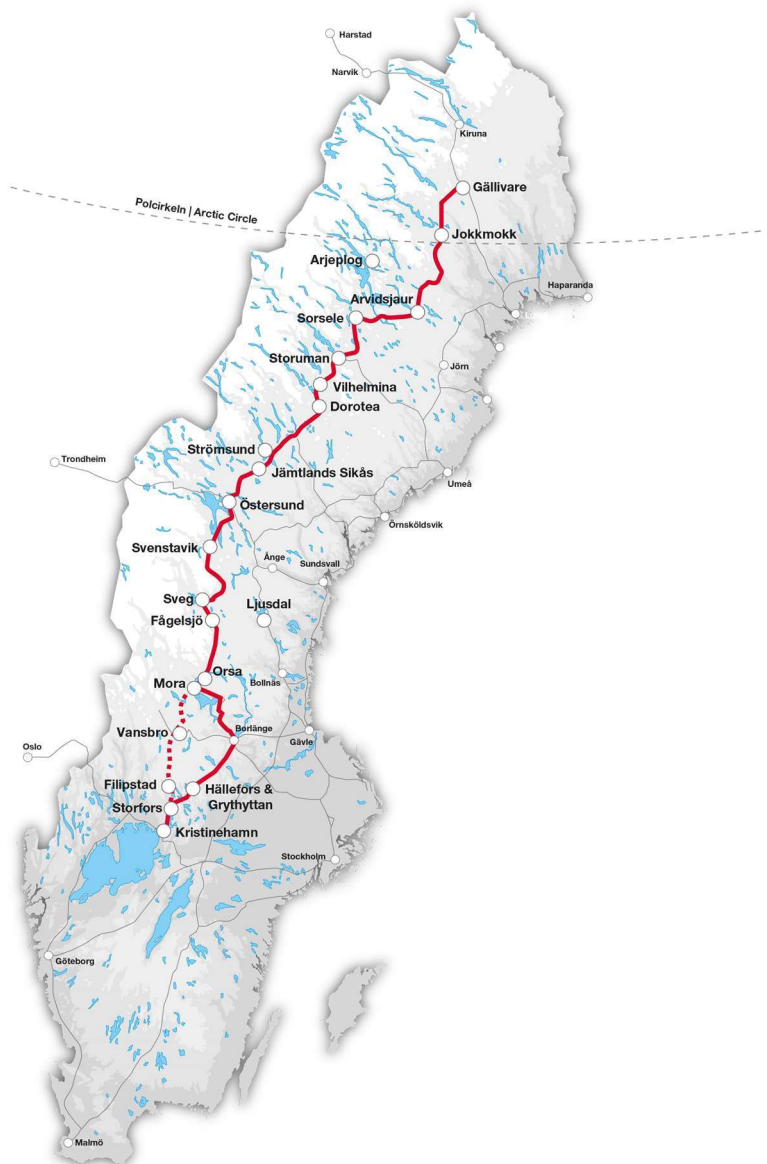 Harstad
Narvik
Kiruna
Gällivare
Polcirkeln | Arctic Circle
Jokkmokk
Arjeplog
Haparanda
Arvidsjaur
Sorsele
Storuman
Jörn
Vilhelmina
Dorotea
Strömsund
Trondheim
Jämtlands Sikås
Umeå
Östersund
Örnsköldsvik
Svenstavik
Ånge
Sundsvall
Sveg
Ljusdal
Fågelsjö
Orsa
Mora
Bollnäs
Vansbro
Borlänge
Gävle
Oslo
Filipstad
Hällefors &
Grythyttan
Storfors
Kristinehamn
Stockholm
Göteborg
Malmö